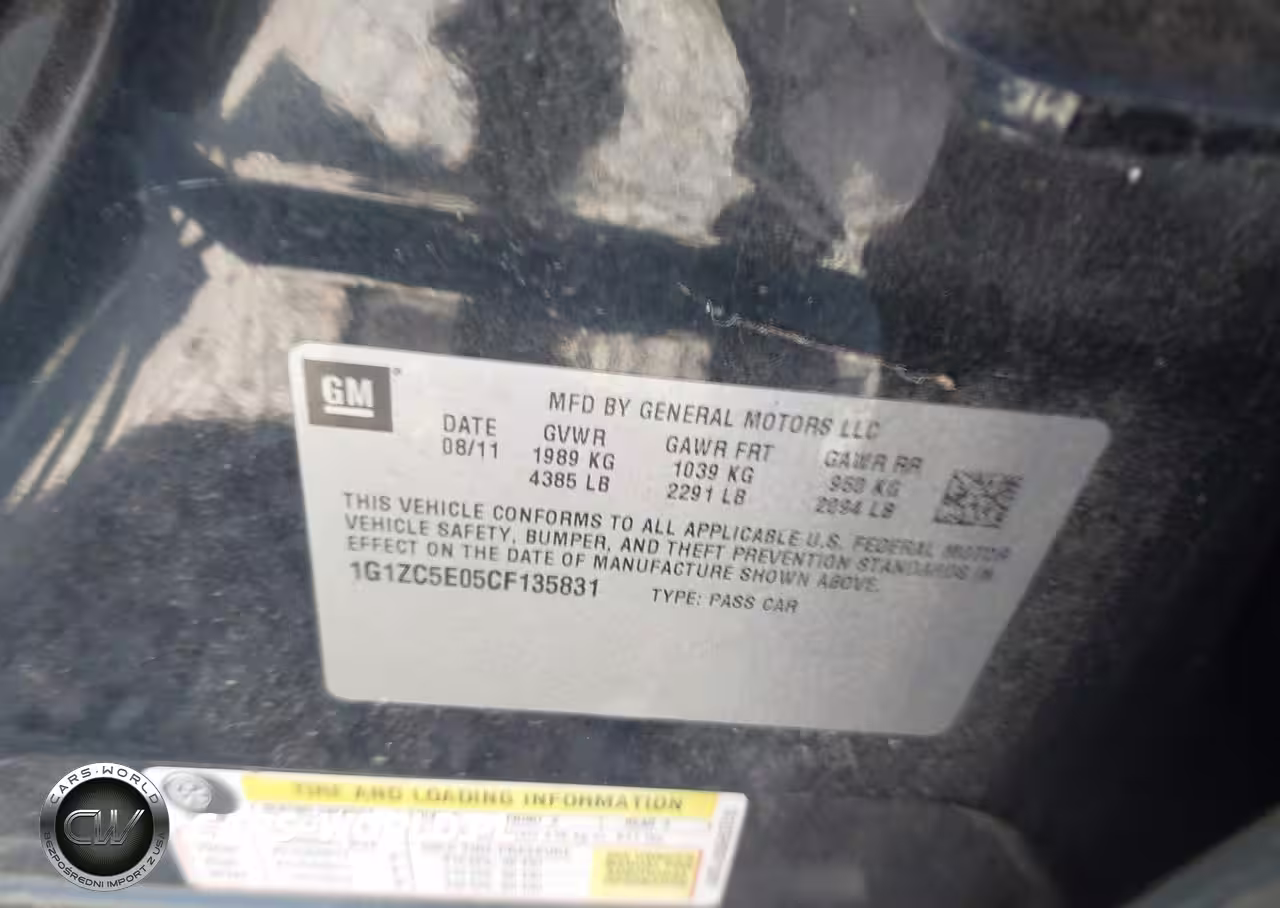 GM
MFD BY GENERAL MOTORS LLC
DATE GVWR GAWR FRT GAWR RR
08/11 1989 KG 1039 KG 950 KG
4385 LB 2291 LB 2094 LB
THIS VEHICLE CONFORMS TO ALL APPLICABLE U.S. FEDERAL MOTOR
VEHICLE SAFETY, BUMPER, AND THEFT PREVENTION STANDARDS IN
EFFECT ON THE DATE OF MANUFACTURE SHOWN ABOVE.
1G1ZC5E05CF135831 TYPE: PASS CAR
TIRE AND LOADING INFORMATION
CARS-WORLD
CW
BEZPOŚREDNI IMPORT Z USA